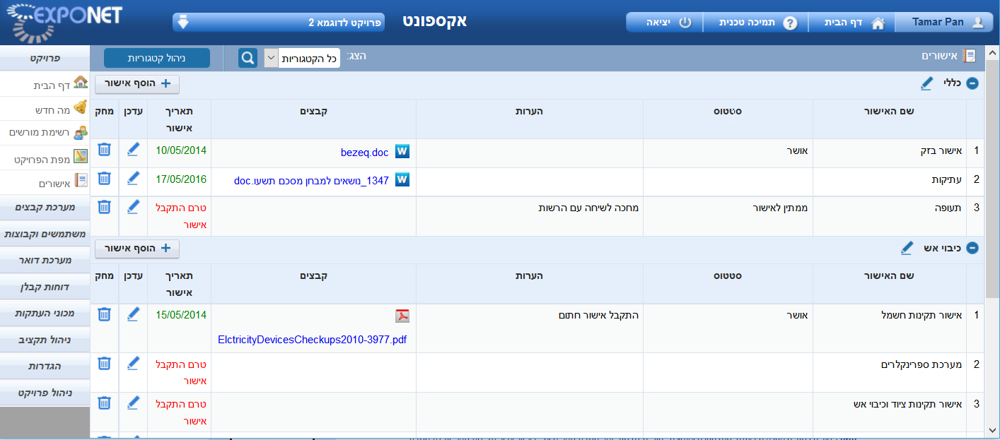 EXPONET
פרויקט לדוגמא 2
אקספונט
יציאה
תמיכה טכנית
דף הבית
Tamar Pan
פרויקט
דף הבית
מה חדש
רשימת מורשים
מפת הפרויקט
אישורים
מערכת קבצים
משתמשים וקבוצות
מערכת דואר
דוחות קבלן
מכוני העתקות
ניהול תקציב
הגדרות
ניהול פרויקט
אישורים
הצג:
כל הקטגוריות
ניהול קטגוריות
כללי
הוסף אישור
שם האישור סטטוס הערות קבצים תאריך אישור עדכן מחק
1 אישור בזק אושר bezeq.doc 10/05/2014
2 עתיקות 1347_נושאים למבחן מסכם תשעו.doc 17/05/2016
3 תעופה ממתין לאישור מחכה לשיחה עם הרשות טרם התקבל אישור
כיבוי אש
הוסף אישור
שם האישור סטטוס הערות קבצים תאריך אישור עדכן מחק
1 אישור תקינות חשמל אושר התקבל אישור חתום ElctricityDevicesCheckups2010-3977.pdf 15/05/2014
2 מערכת ספרינקלרים טרם התקבל אישור
3 אישור תקינות ציוד וכיבוי אש טרם התקבל אישור